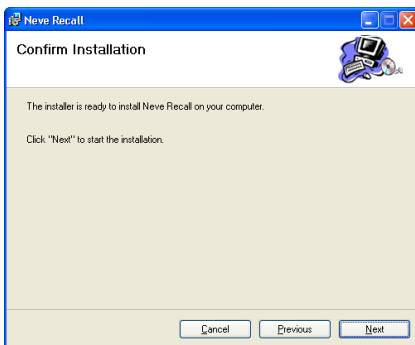 Neve Recall
Confirm Installation
The installer is ready to install Neve Recall on your computer.
Click "Next" to start the installation.
Cancel
Previous
Next